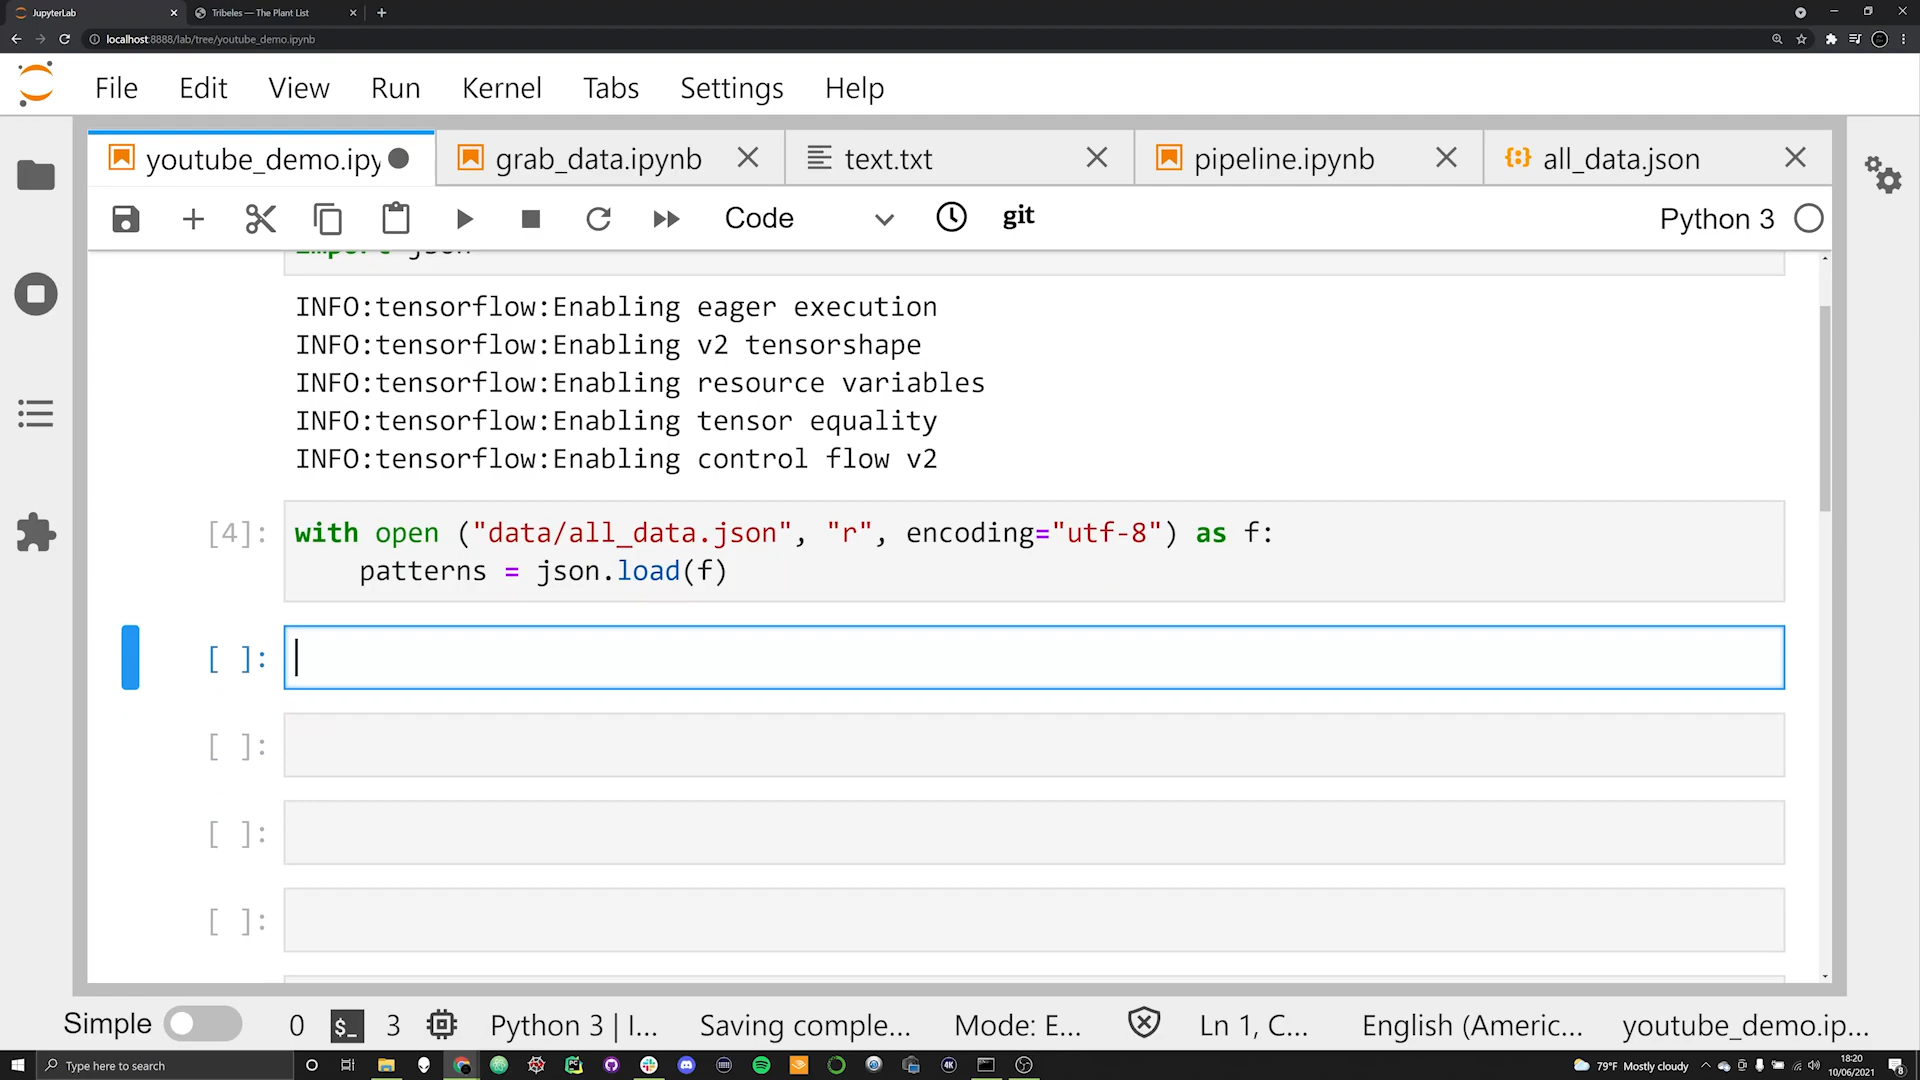 JupyterLab
Tribeles — The Plant List
localhost:8888/lab/tree/youtube_demo.ipynb
File Edit View Run Kernel Tabs Settings Help
youtube_demo.ipy
grab_data.ipynb
text.txt
pipeline.ipynb
all_data.json
Code
git
Python 3
import json
INFO:tensorflow:Enabling eager execution
INFO:tensorflow:Enabling v2 tensorshape
INFO:tensorflow:Enabling resource variables
INFO:tensorflow:Enabling tensor equality
INFO:tensorflow:Enabling control flow v2
[4]: with open ("data/all_data.json", "r", encoding="utf-8") as f:
patterns = json.load(f)
[ ]:
[ ]:
[ ]:
[ ]:
Simple 0 $_ 3 Python 3 | I... Saving comple... Mode: E... Ln 1, C... English (Americ... youtube_demo.ip...
Type here to search
79°F Mostly cloudy
18:20
10/06/2021